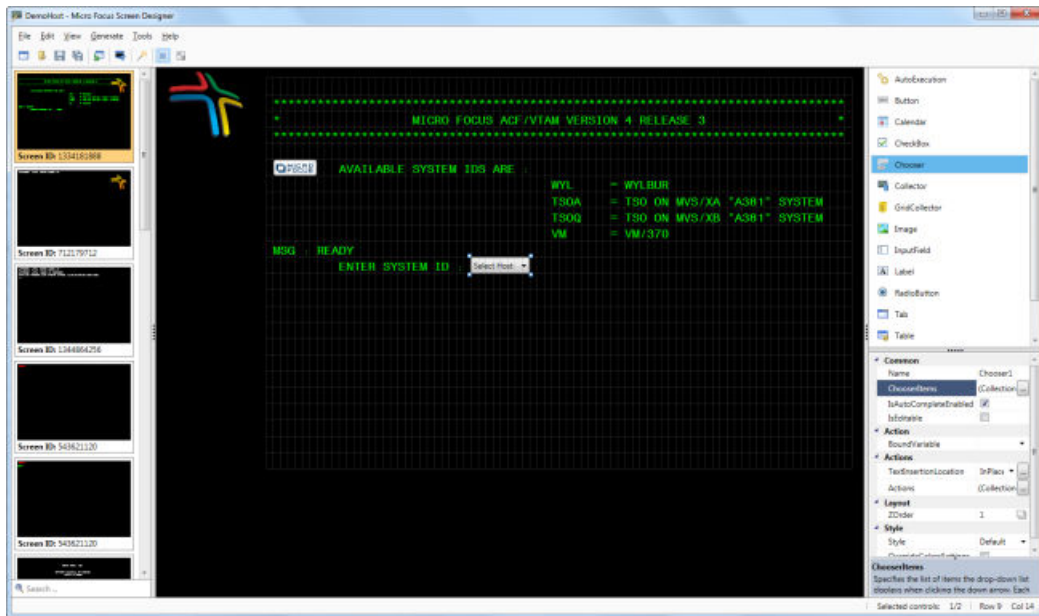 DemoHost - Micro Focus Screen Designer
File Edit View Generate Tools Help
Screen ID: 1334181868
Screen ID: 712179712
Screen ID: 1344864256
Screen ID: 543621120
Screen ID: 543621120
Search ...
****************************************************************
* MICRO FOCUS ACF/VTAM VERSION 4 RELEASE 3 *
****************************************************************
MICRO FOCUS AVAILABLE SYSTEM IDS ARE :
WYL = WYLBUR
TSOA = TSO ON MVS/XA "A381" SYSTEM
TSOQ = TSO ON MVS/XB "A381" SYSTEM
VM = VM/370
MSG : READY
ENTER SYSTEM ID : Select Host
AutoExecution
Button
Calendar
CheckBox
Chooser
Collector
GridCollector
Image
InputField
Label
RadioButton
Tab
Table
Common
Name Chooser1
ChooserItems (Collection ...
IsAutoCompleteEnabled
IsEditable
Action
BoundVariable
Actions
TextInsertionLocation InPlac ...
Actions (Collection ...
Layout
ZOrder 1
Style
Style Default
ChooserItems
Specifies the list of items the drop-down list
displays when clicking the down arrow. Each
Selected controls: 1/2 Row 9 Col 14